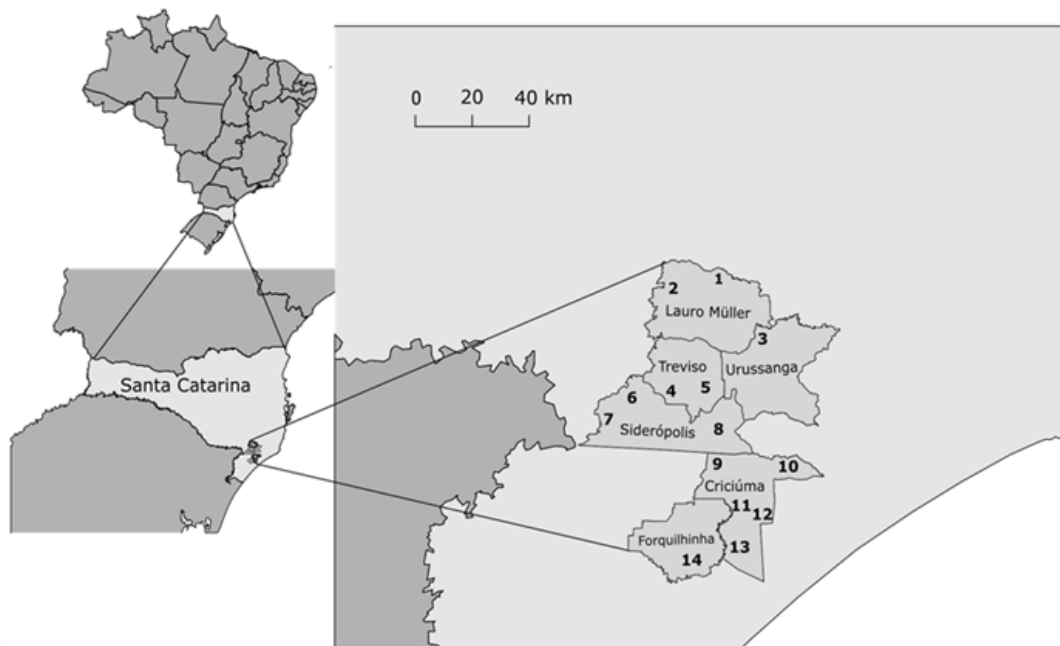 0 20 40 km
1
2
Lauro Müller
3
Treviso
Urussanga
4 5
6
7
Siderópolis
8
Santa Catarina
9
10
Criciúma
11
12
Forquilhinha
13
14